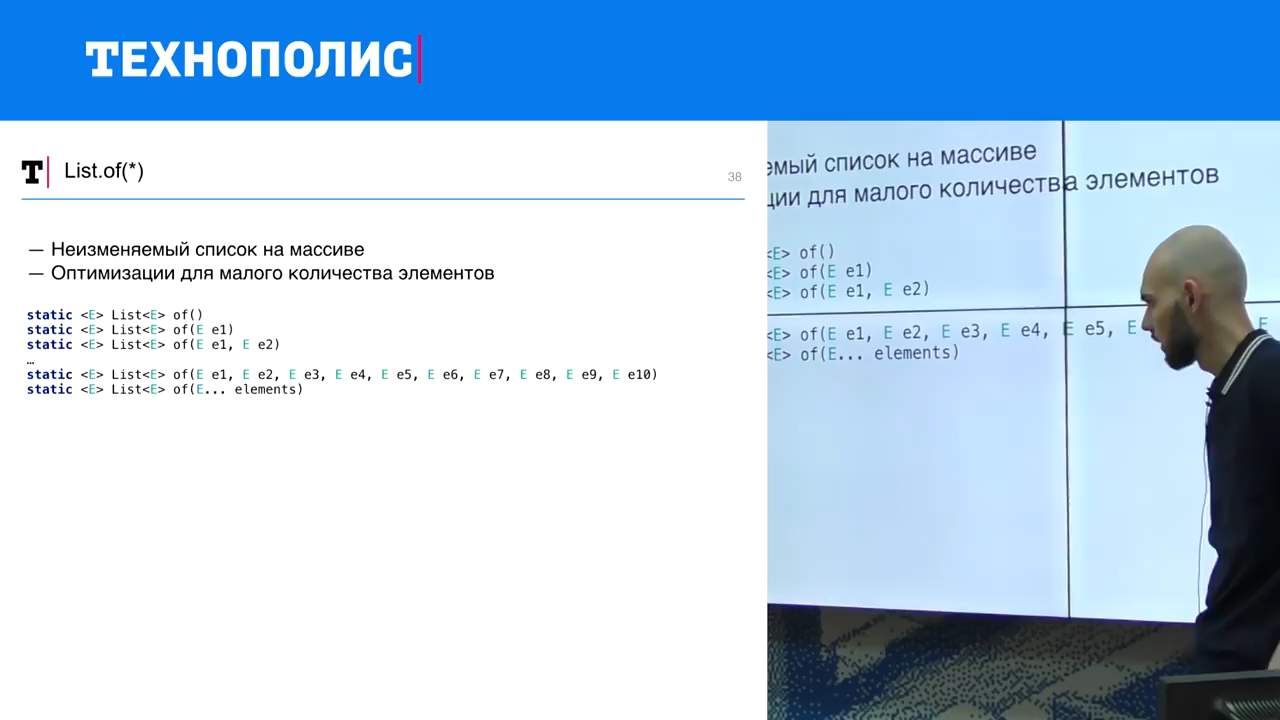 ТЕХНОПОЛИС
T List.of(*)
38
— Неизменяемый список на массиве
— Оптимизации для малого количества элементов
static <E> List<E> of()
static <E> List<E> of(E e1)
static <E> List<E> of(E e1, E e2)
…
static <E> List<E> of(E e1, E e2, E e3, E e4, E e5, E e6, E e7, E e8, E e9, E e10)
static <E> List<E> of(E... elements)
емый список на массиве
ции для малого количества элементов
<E> of()
<E> of(E e1)
<E> of(E e1, E e2)
<E> of(E e1, E e2, E e3, E e4, E e5, E E
<E> of(E... elements)